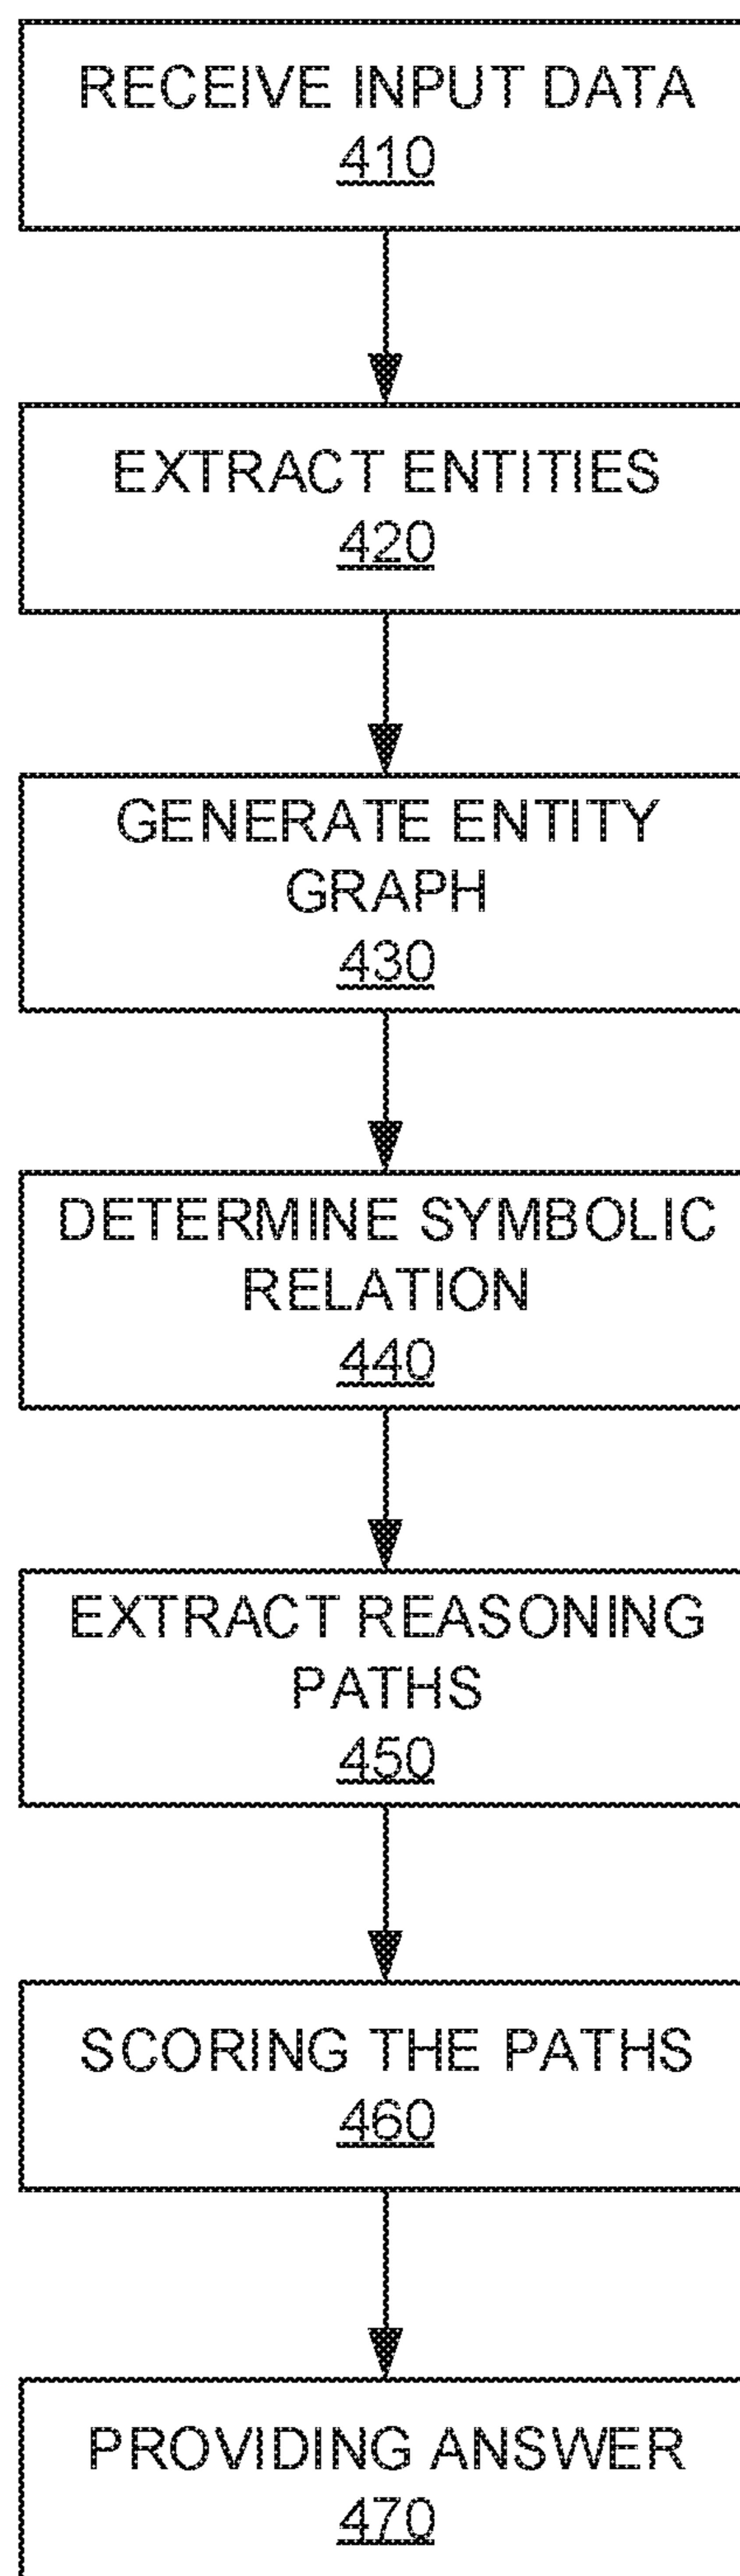 RECEIVE INPUT DATA
410
EXTRACT ENTITIES
420
GENERATE ENTITY
GRAPH
430
DETERMINE SYMBOLIC
RELATION
440
EXTRACT REASONING
PATHS
450
SCORING THE PATHS
460
PROVIDING ANSWER
470